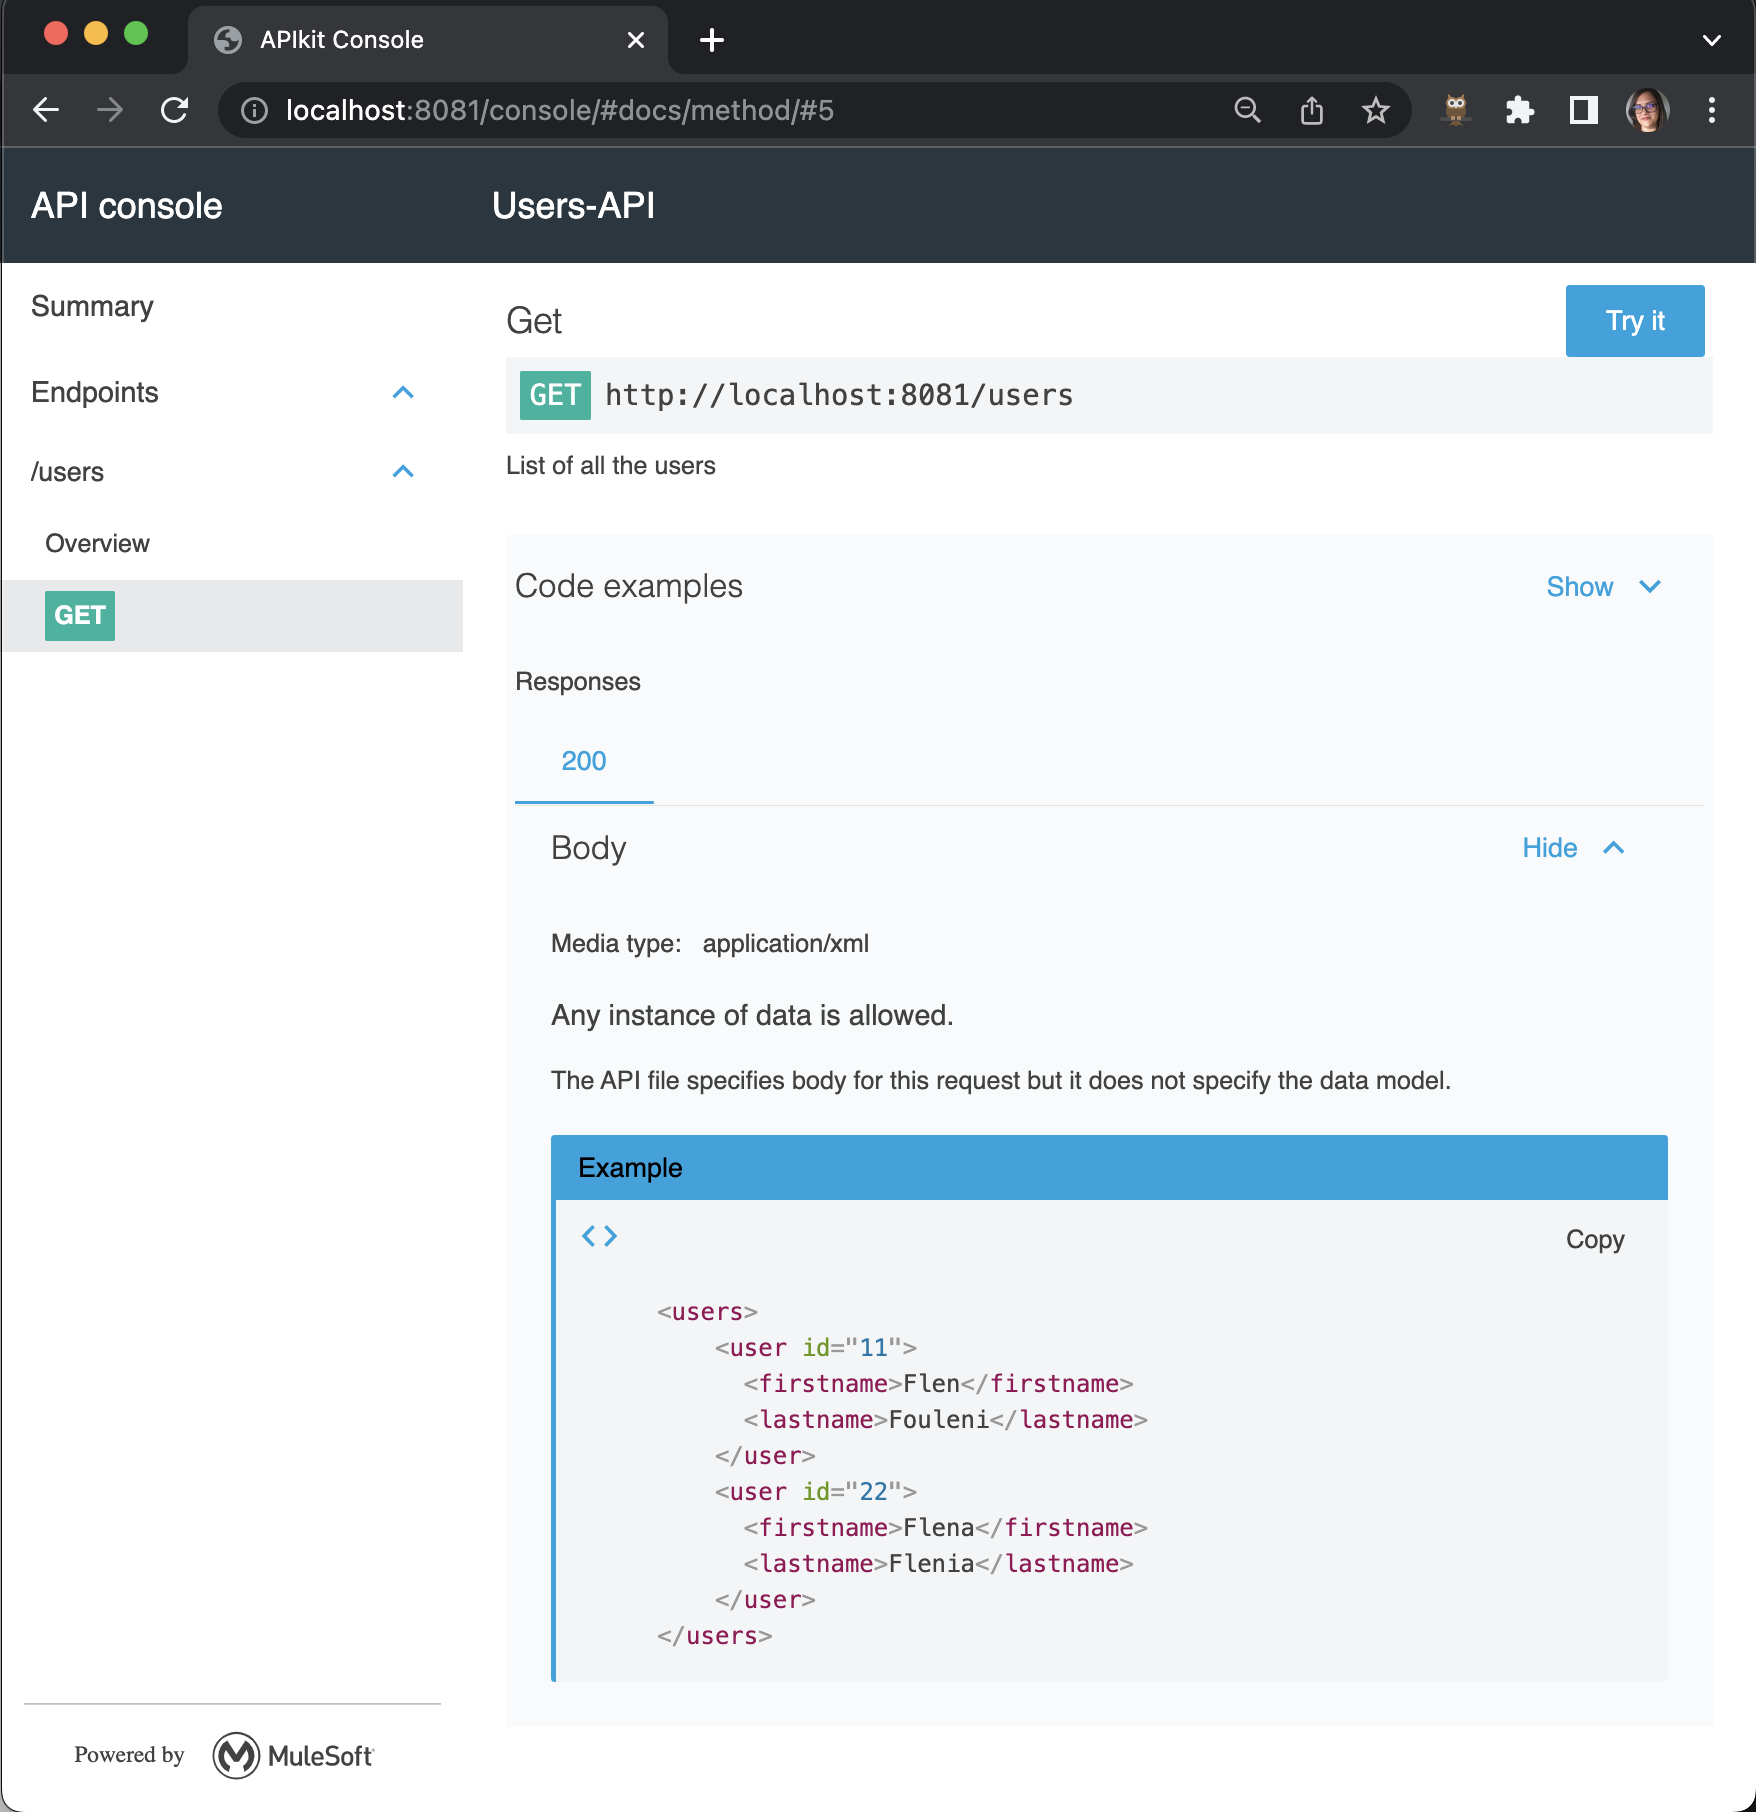 APIkit Console
localhost:8081/console/#docs/method/#5
API console
Users-API
Summary
Endpoints
/users
Overview
GET
Get
Try it
GET http://localhost:8081/users
List of all the users
Code examples
Show
Responses
200
Body
Hide
Media type: application/xml
Any instance of data is allowed.
The API file specifies body for this request but it does not specify the data model.
Example
Copy
<users>
    <user id="11">
      <firstname>Flen</firstname>
      <lastname>Fouleni</lastname>
    </user>
    <user id="22">
      <firstname>Flena</firstname>
      <lastname>Flenia</lastname>
    </user>
</users>
Powered by MuleSoft